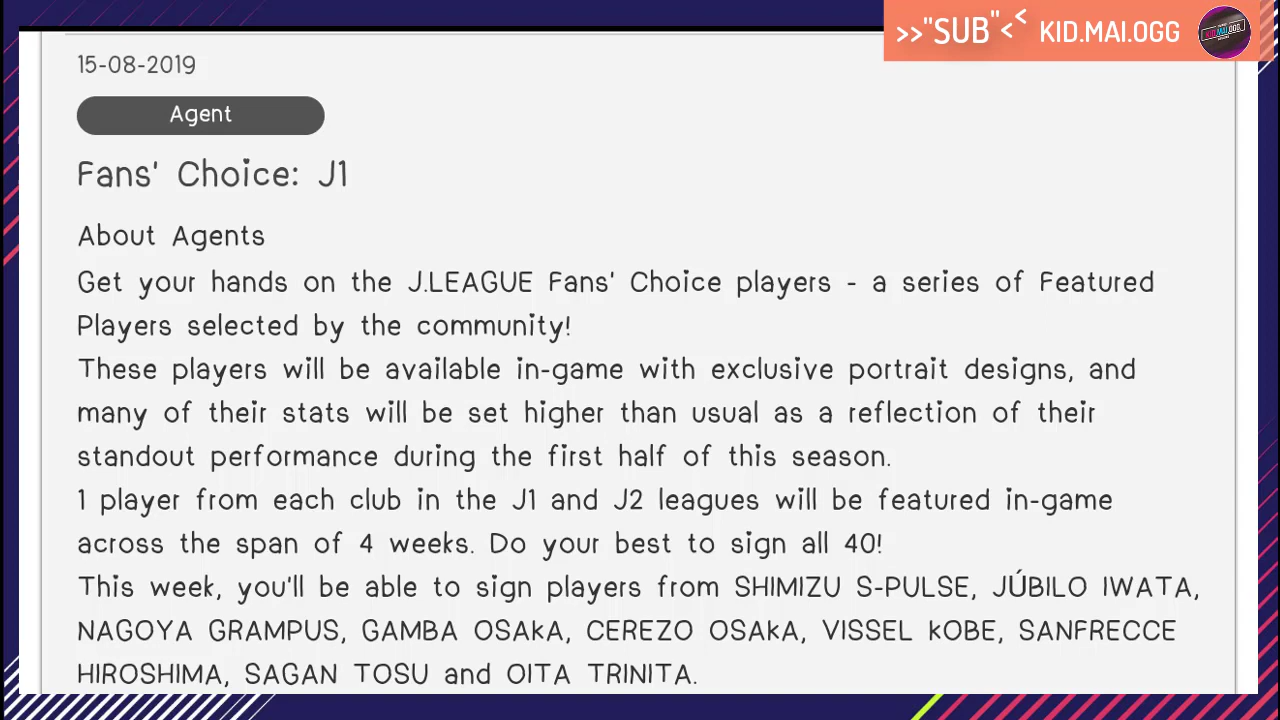 >>"SUB"<< KID.MAI.OGG
15-08-2019
Agent
Fans' Choice: J1
About Agents
Get your hands on the J.LEAGUE Fans' Choice players - a series of Featured
Players selected by the community!
These players will be available in-game with exclusive portrait designs, and
many of their stats will be set higher than usual as a reflection of their
standout performance during the first half of this season.
1 player from each club in the J1 and J2 leagues will be featured in-game
across the span of 4 weeks. Do your best to sign all 40!
This week, you'll be able to sign players from SHIMIZU S-PULSE, JÚBILO IWATA,
NAGOYA GRAMPUS, GAMBA OSAKA, CEREZO OSAKA, VISSEL KOBE, SANFRECCE
HIROSHIMA, SAGAN TOSU and OITA TRINITA.